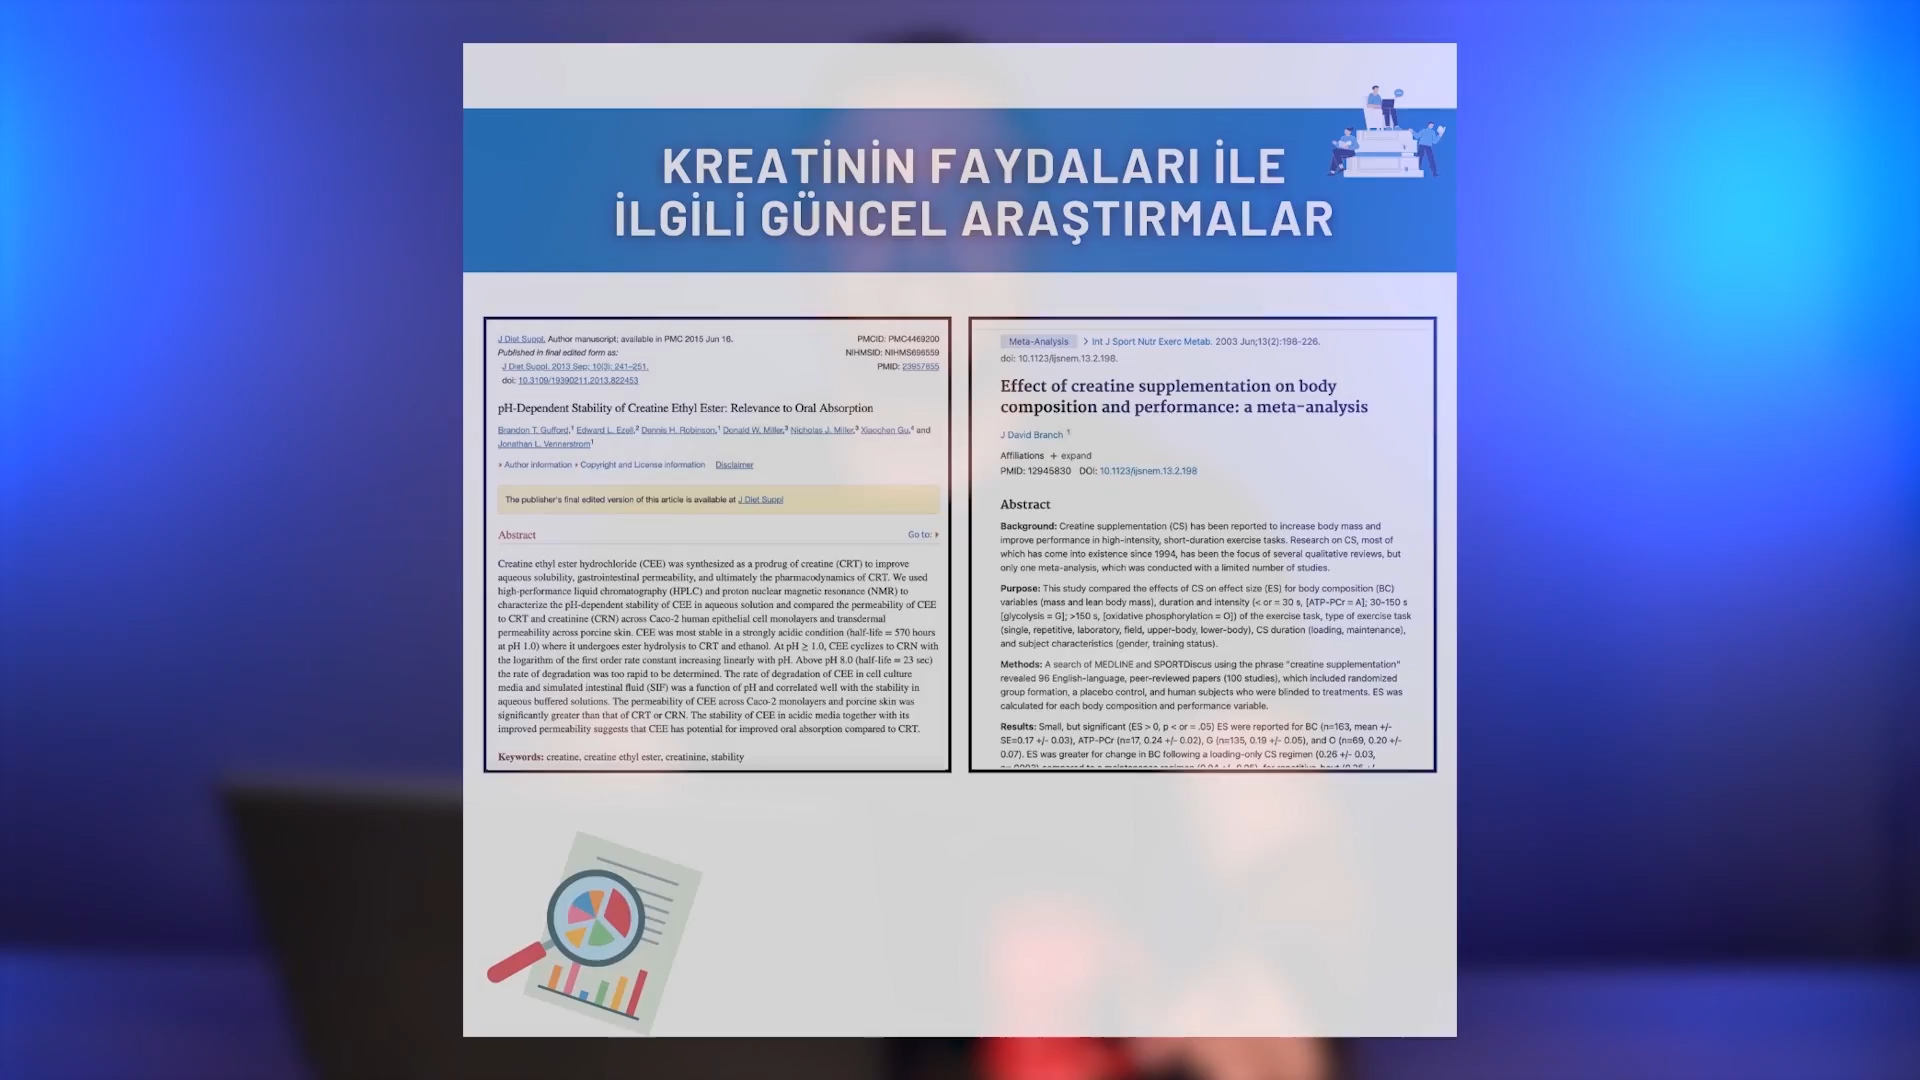 KREATİNİN FAYDALARI İLE
İLGİLİ GÜNCEL ARAŞTIRMALAR
J Diet Suppl. Author manuscript; available in PMC 2015 Jun 16.
Published in final edited form as:
J Diet Suppl. 2013 Sep; 10(3): 241–251.
doi: 10.3109/19390211.2013.822453
PMCID: PMC4469200
NIHMSID: NIHMS696559
PMID: 23957855
pH-Dependent Stability of Creatine Ethyl Ester: Relevance to Oral Absorption
Brandon T. Gufford,1 Edward L. Ezell,2 Dennis H. Robinson,1 Donald W. Miller,3 Nicholas J. Miller,3 Xiaochen Gu,4 and
Jonathan L. Vennerstrom1
▸ Author information ▸ Copyright and License information Disclaimer
The publisher's final edited version of this article is available at J Diet Suppl
Abstract
Go to: ▸
Creatine ethyl ester hydrochloride (CEE) was synthesized as a prodrug of creatine (CRT) to improve
aqueous solubility, gastrointestinal permeability, and ultimately the pharmacodynamics of CRT. We used
high-performance liquid chromatography (HPLC) and proton nuclear magnetic resonance (NMR) to
characterize the pH-dependent stability of CEE in aqueous solution and compared the permeability of CEE
to CRT and creatinine (CRN) across Caco-2 human epithelial cell monolayers and transdermal
permeability across porcine skin. CEE was most stable in a strongly acidic condition (half-life = 570 hours
at pH 1.0) where it undergoes ester hydrolysis to CRT and ethanol. At pH ≥ 1.0, CEE cyclizes to CRN with
the logarithm of the first order rate constant increasing linearly with pH. Above pH 8.0 (half-life = 23 sec)
the rate of degradation was too rapid to be determined. The rate of degradation of CEE in cell culture
media and simulated intestinal fluid (SIF) was a function of pH and correlated well with the stability in
aqueous buffered solutions. The permeability of CEE across Caco-2 monolayers and porcine skin was
significantly greater than that of CRT or CRN. The stability of CEE in acidic media together with its
improved permeability suggests that CEE has potential for improved oral absorption compared to CRT.
Keywords: creatine, creatine ethyl ester, creatinine, stability
Meta-Analysis > Int J Sport Nutr Exerc Metab. 2003 Jun;13(2):198-226.
doi: 10.1123/ijsnem.13.2.198.
Effect of creatine supplementation on body
composition and performance: a meta-analysis
J David Branch 1
Affiliations + expand
PMID: 12945830 DOI: 10.1123/ijsnem.13.2.198
Abstract
Background: Creatine supplementation (CS) has been reported to increase body mass and
improve performance in high-intensity, short-duration exercise tasks. Research on CS, most of
which has come into existence since 1994, has been the focus of several qualitative reviews, but
only one meta-analysis, which was conducted with a limited number of studies.
Purpose: This study compared the effects of CS on effect size (ES) for body composition (BC)
variables (mass and lean body mass), duration and intensity (< or = 30 s, [ATP-PCr = A]; 30-150 s
[glycolysis = G]; >150 s, [oxidative phosphorylation = O]) of the exercise task, type of exercise task
(single, repetitive, laboratory, field, upper-body, lower-body), CS duration (loading, maintenance),
and subject characteristics (gender, training status).
Methods: A search of MEDLINE and SPORTDiscus using the phrase "creatine supplementation"
revealed 96 English-language, peer-reviewed papers (100 studies), which included randomized
group formation, a placebo control, and human subjects who were blinded to treatments. ES was
calculated for each body composition and performance variable.
Results: Small, but significant (ES > 0, p < or = .05) ES were reported for BC (n=163, mean +/-
SE=0.17 +/- 0.03), ATP-PCr (n=17, 0.24 +/- 0.02), G (n=135, 0.19 +/- 0.05), and O (n=69, 0.20 +/-
0.07). ES was greater for change in BC following a loading-only CS regimen (0.26 +/- 0.03,